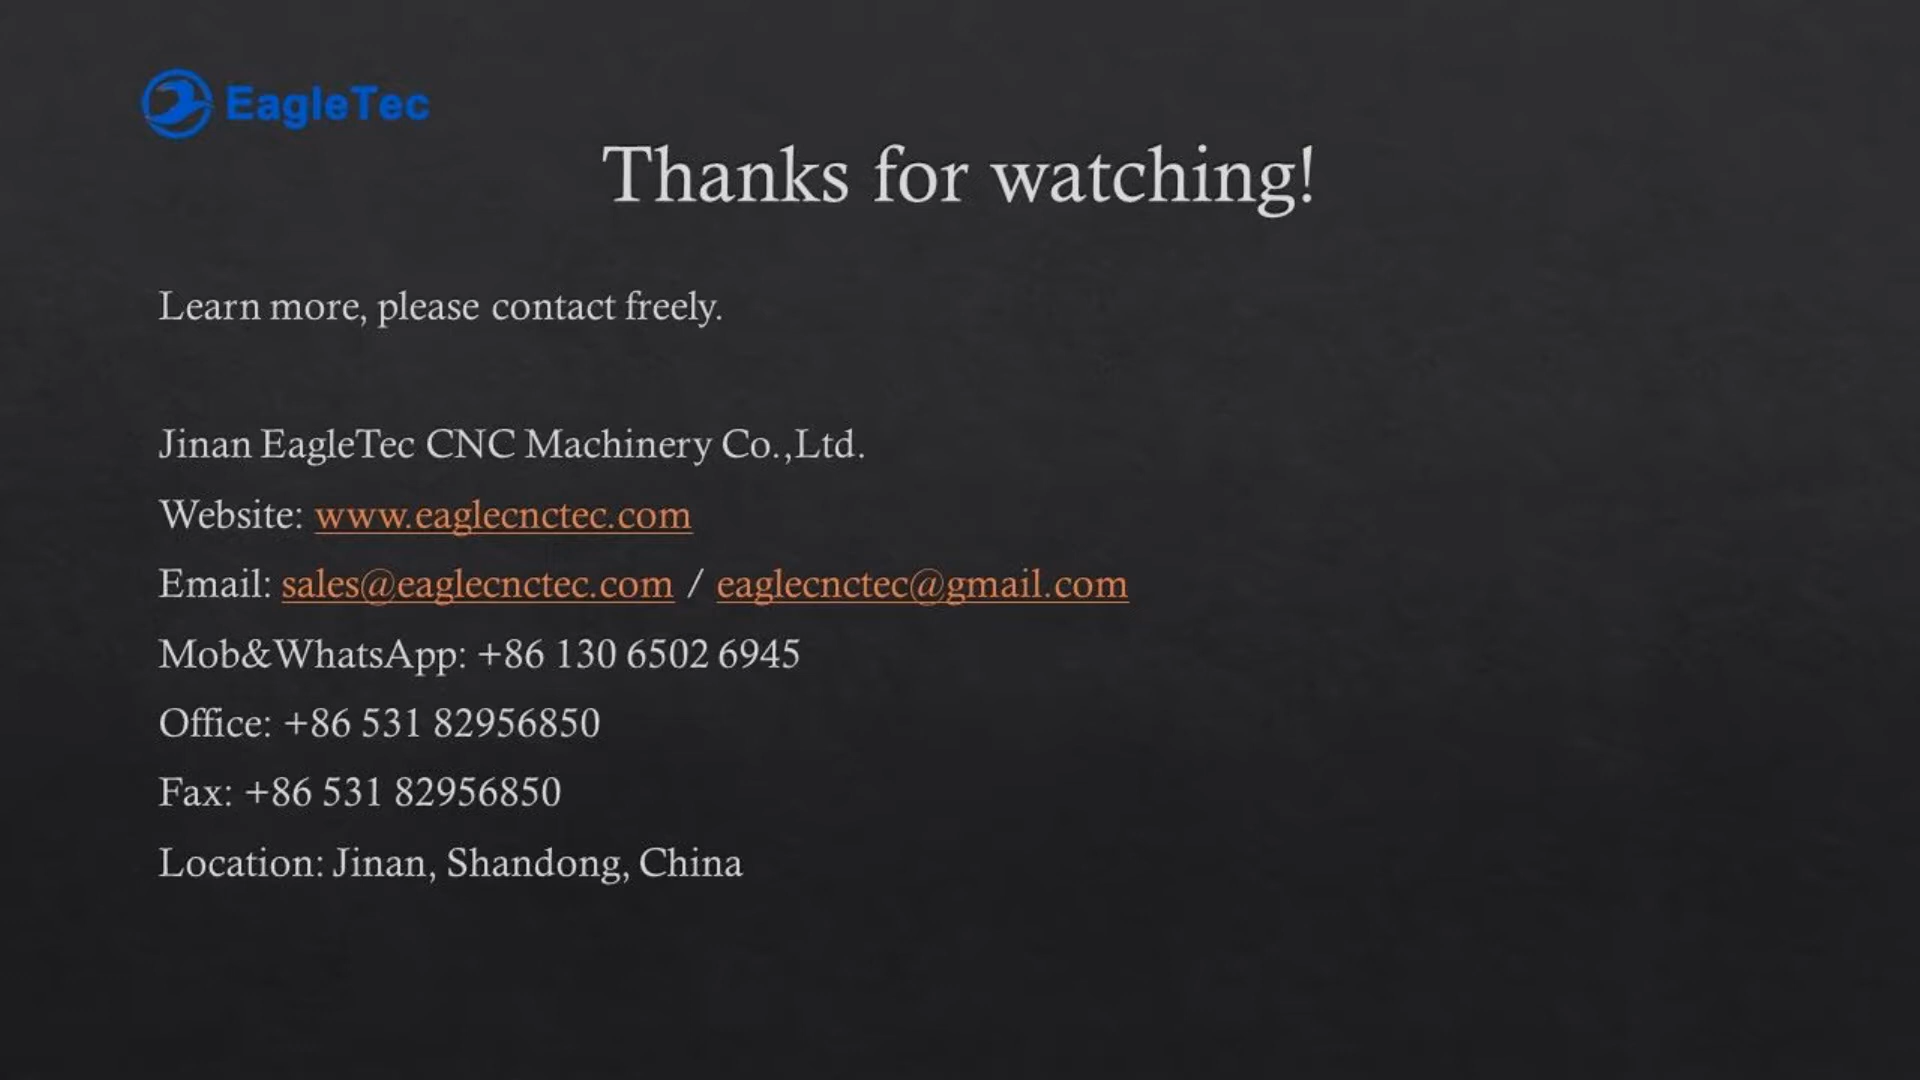 EagleTec
Thanks for watching!
Learn more, please contact freely.
Jinan EagleTec CNC Machinery Co.,Ltd.
Website: www.eaglecnctec.com
Email: sales@eaglecnctec.com / eaglecnctec@gmail.com
Mob&WhatsApp: +86 130 6502 6945
Office: +86 531 82956850
Fax: +86 531 82956850
Location: Jinan, Shandong, China